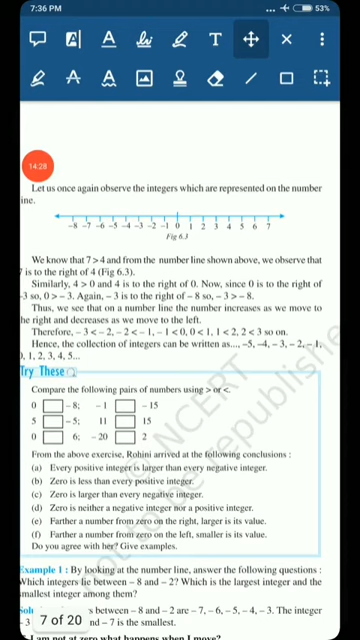 7:36 PM
... 53%
T
14:28
Let us once again observe the integers which are represented on the number
ine.
–8 –7 –6 –5 –4 –3 –2 –1 0 1 2 3 4 5 6 7
Fig 6.3
We know that 7 > 4 and from the number line shown above, we observe that
7 is to the right of 4 (Fig 6.3).
Similarly, 4 > 0 and 4 is to the right of 0. Now, since 0 is to the right of
-3 so, 0 > – 3. Again, – 3 is to the right of – 8 so, – 3 > – 8.
Thus, we see that on a number line the number increases as we move to
he right and decreases as we move to the left.
Therefore, – 3 < – 2, – 2 < – 1, – 1 < 0, 0 < 1, 1 < 2, 2 < 3 so on.
Hence, the collection of integers can be written as..., –5, –4, – 3, – 2, – 1,
0, 1, 2, 3, 4, 5...
Try These
Compare the following pairs of numbers using > or <.
0 – 8; – 1 – 15
5 – 5; 11 15
0 6; – 20 2
From the above exercise, Rohini arrived at the following conclusions :
(a) Every positive integer is larger than every negative integer.
(b) Zero is less than every positive integer.
(c) Zero is larger than every negative integer.
(d) Zero is neither a negative integer nor a positive integer.
(e) Farther a number from zero on the right, larger is its value.
(f) Farther a number from zero on the left, smaller is its value.
Do you agree with her? Give examples.
Example 1 : By looking at the number line, answer the following questions :
Which integers lie between – 8 and – 2? Which is the largest integer and the
smallest integer among them?
s between – 8 and – 2 are – 7, – 6, – 5, – 4, – 3. The integer
– 3 nd – 7 is the smallest.
7 of 20
I am not at zero what happens when I move?
© NCERT
be republishe